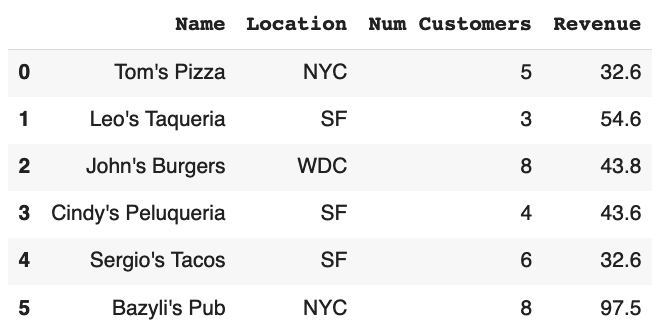 Name Location Num Customers Revenue
0 Tom's Pizza NYC 5 32.6
1 Leo's Taqueria SF 3 54.6
2 John's Burgers WDC 8 43.8
3 Cindy's Peluqueria SF 4 43.6
4 Sergio's Tacos SF 6 32.6
5 Bazyli's Pub NYC 8 97.5